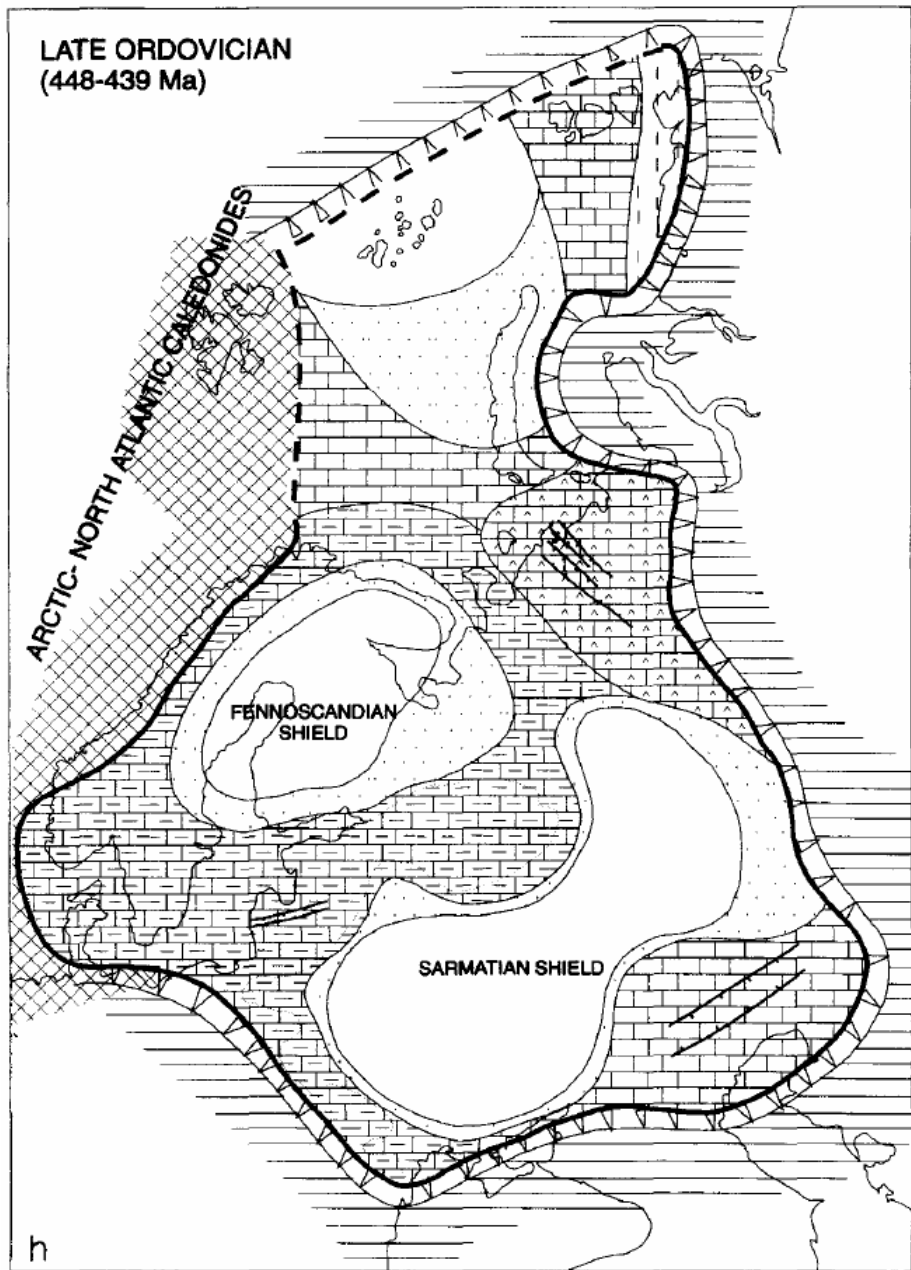 LATE ORDOVICIAN
(448-439 Ma)
ARCTIC- NORTH ATLANTIC CALEDONIDES
FENNOSCANDIAN
SHIELD
SARMATIAN SHIELD
h